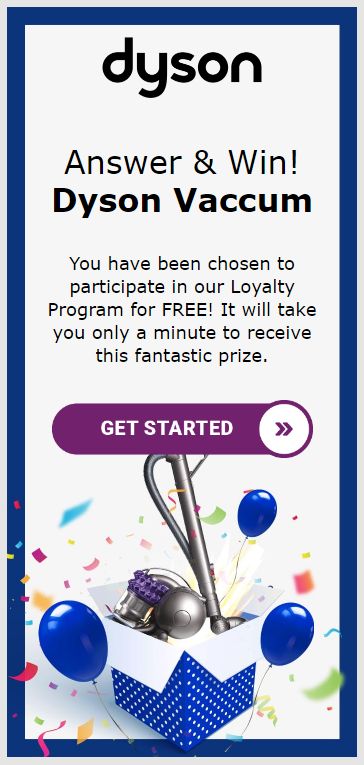 dyson
Answer & Win!
Dyson Vaccum
You have been chosen to
participate in our Loyalty
Program for FREE! It will take
you only a minute to receive
this fantastic prize.
GET STARTED